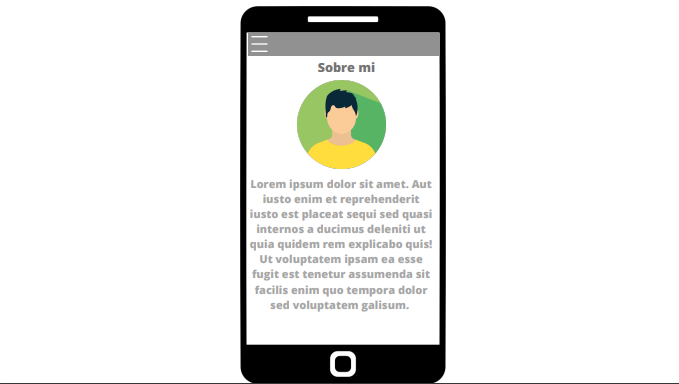 Sobre mi
Lorem ipsum dolor sit amet. Aut
iusto enim et reprehenderit
iusto est placeat sequi sed quasi
internos a ducimus deleniti ut
quia quidem rem explicabo quis!
Ut voluptatem ipsam ea esse
fugit est tenetur assumenda sit
facilis enim quo tempora dolor
sed voluptatem galisum.